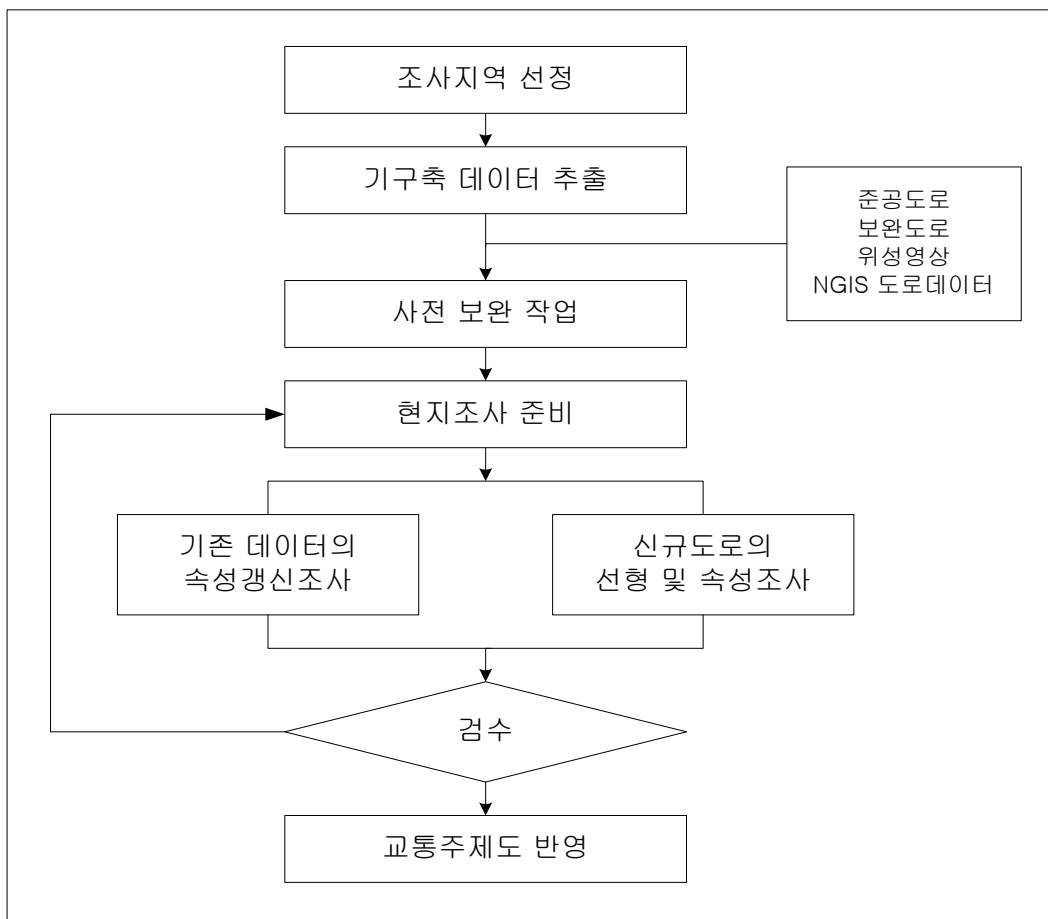 조사지역 선정
기구축 데이터 추출
준공도로
보완도로
위성영상
NGIS 도로데이터
사전 보완 작업
현지조사 준비
기존 데이터의
속성갱신조사
신규도로의
선형 및 속성조사
검수
교통주제도 반영